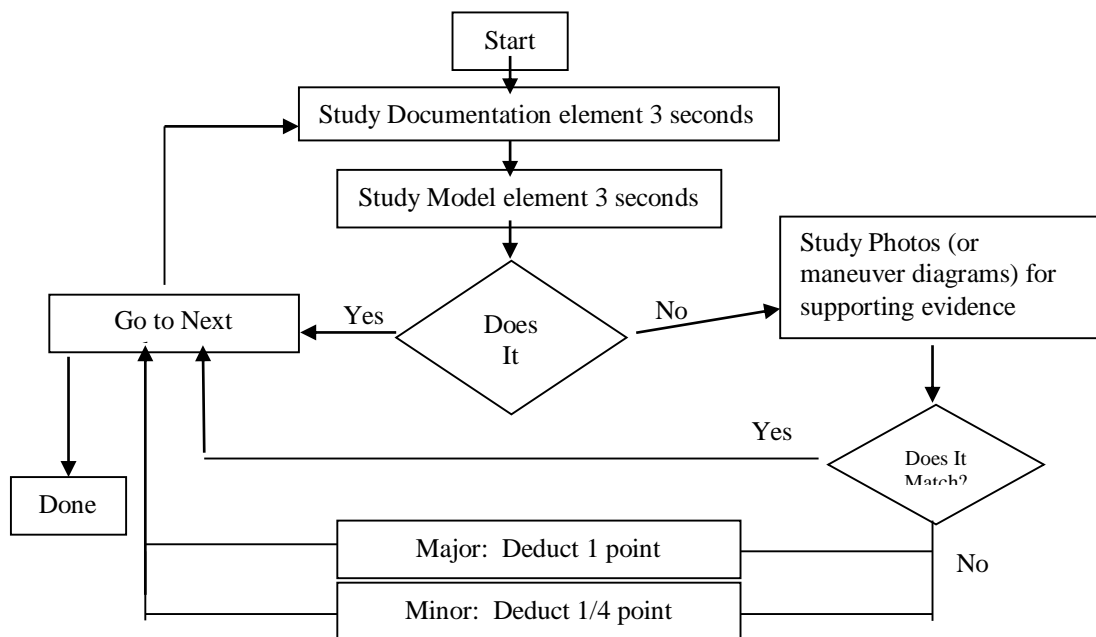 Start
Study Documentation element 3 seconds
Study Model element 3 seconds
Study Photos (or
maneuver diagrams) for
supporting evidence
Go to Next
Yes
Does
It
No
Yes
Does It
Match?
Done
Major: Deduct 1 point
No
Minor: Deduct 1/4 point